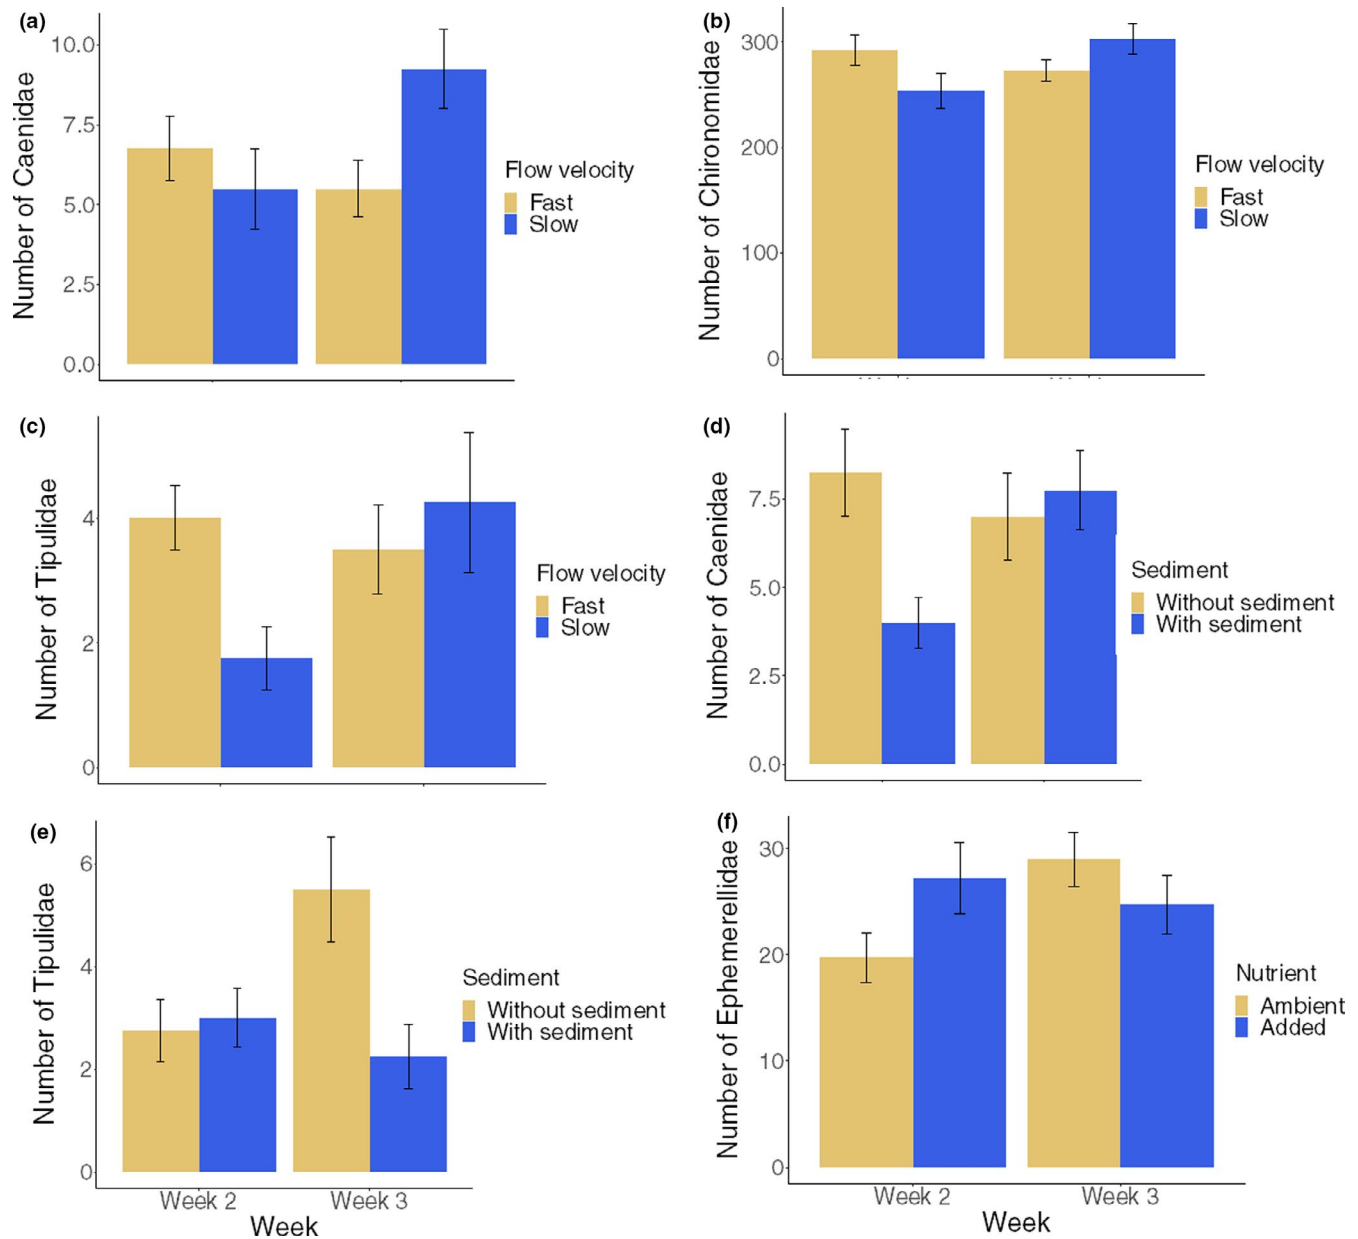 (a)
Number of Caenidae
10.0
7.5
5.0
2.5
0.0
Flow velocity
Fast
Slow
(b)
Number of Chironomidae
300
200
100
0
Flow velocity
Fast
Slow
(c)
Number of Tipulidae
4
2
0
Flow velocity
Fast
Slow
(d)
Number of Caenidae
7.5
5.0
2.5
0.0
Sediment
Without sediment
With sediment
(e)
Number of Tipulidae
6
4
2
0
Sediment
Without sediment
With sediment
Week 2
Week 3
Week
(f)
Number of Ephemerellidae
30
20
10
0
Nutrient
Ambient
Added
Week 2
Week 3
Week